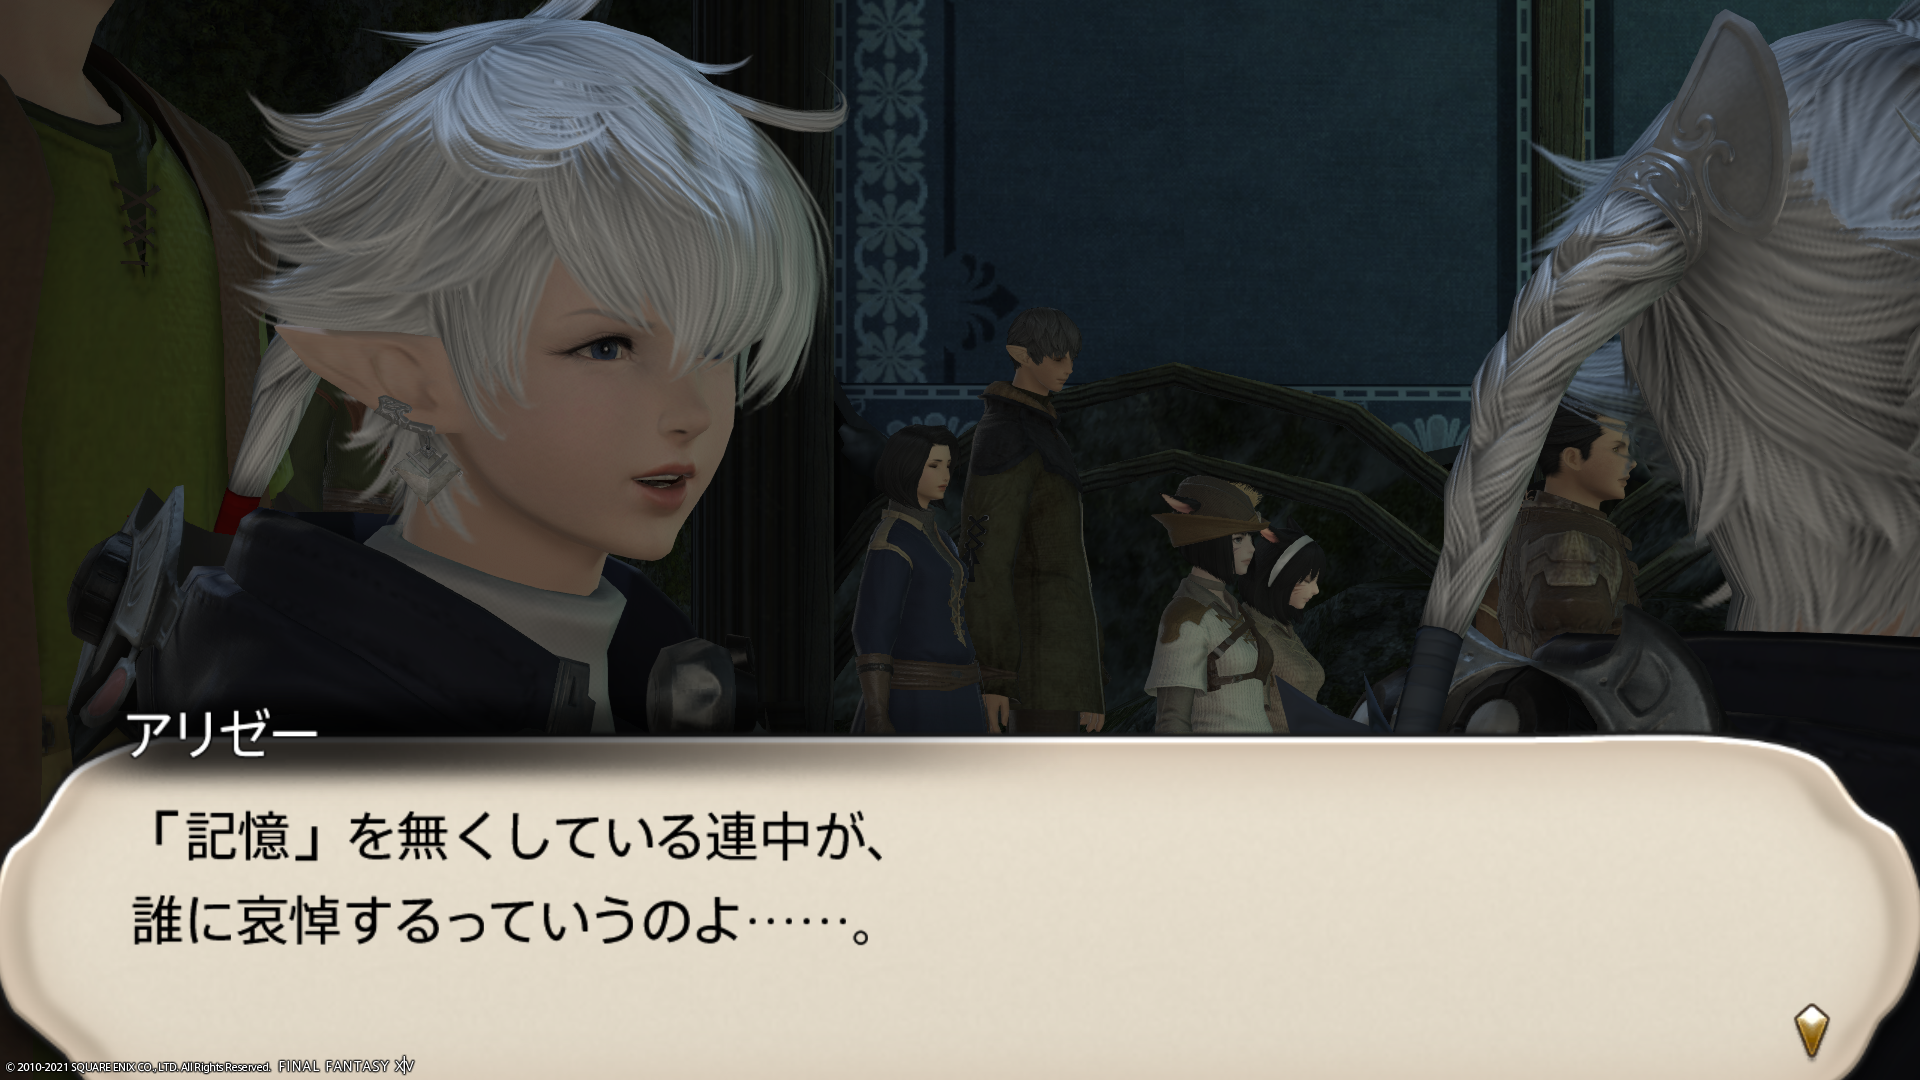 アリゼー
「記憶」を無くしている連中が、
誰に哀悼するっていうのよ……。
© 2010-2021 SQUARE ENIX CO., LTD. All Rights Reserved. FINAL FANTASY XIV